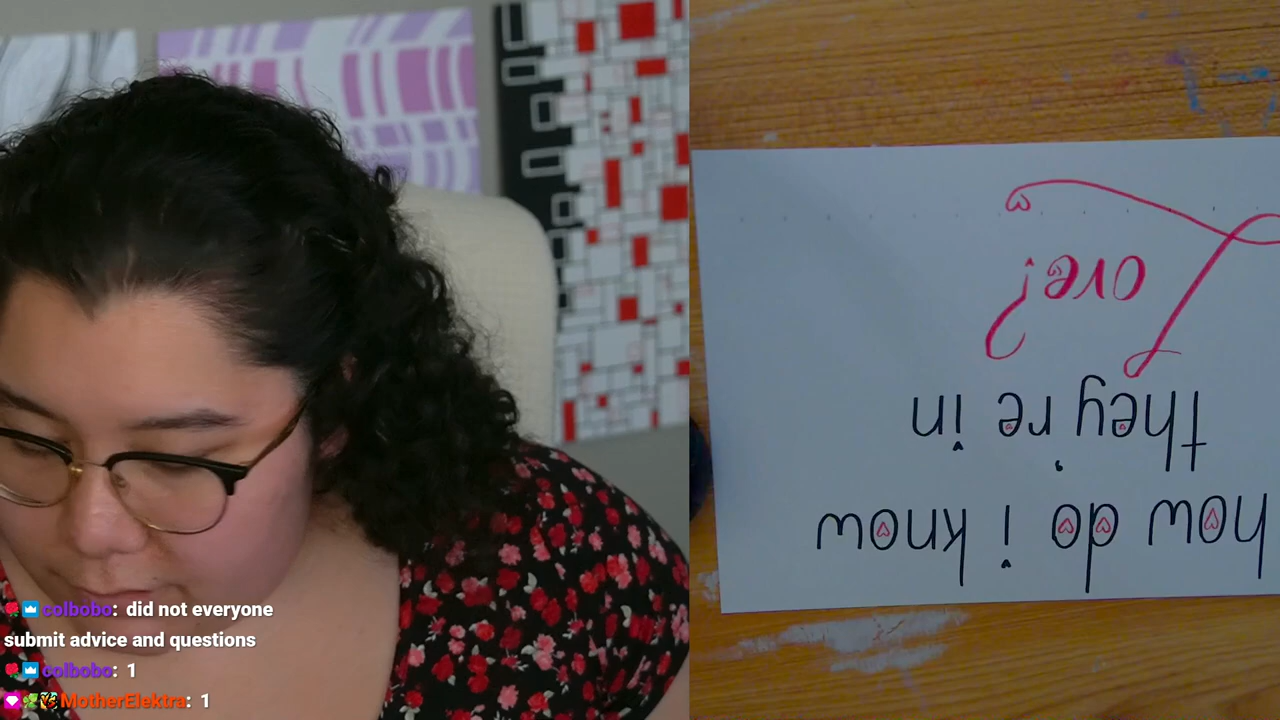 how do i know
they're in
Love?
colbobo: did not everyone
submit advice and questions
colbobo: 1
MotherElektra: 1